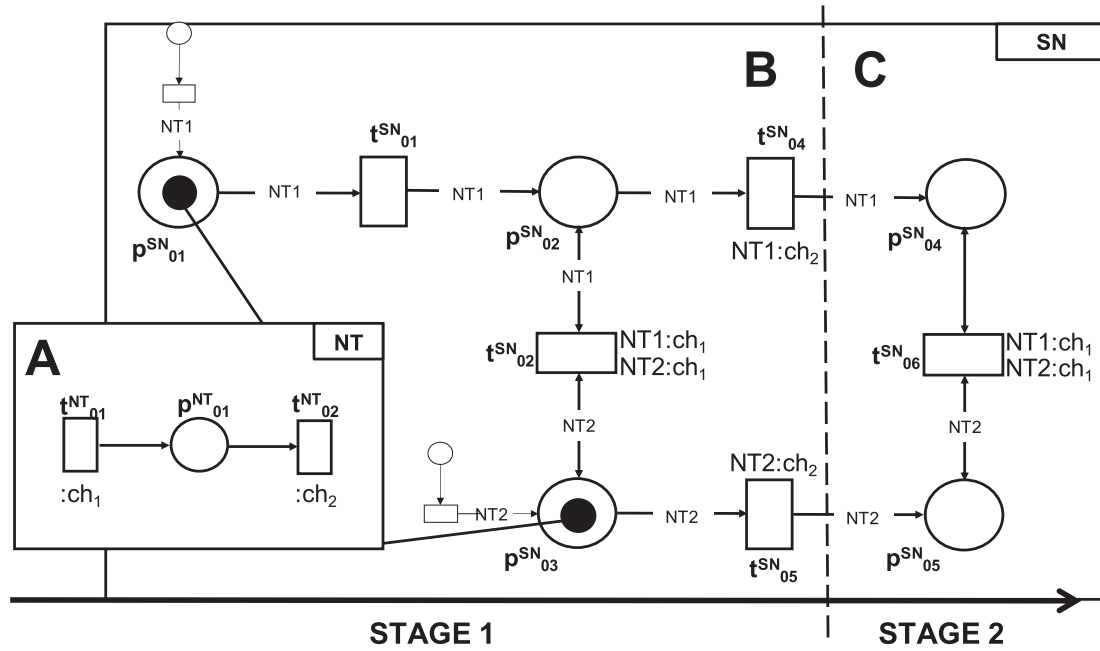 SN
B
C
NT1
t^SN_01
t^SN_04
NT1
NT1
NT1
NT1
p^SN_01
p^SN_02
NT1:ch_2
p^SN_04
NT1
A
NT
t^SN_02
NT1:ch_1
NT2:ch_1
t^SN_06
NT1:ch_1
NT2:ch_1
t^NT_01
p^NT_01
t^NT_02
NT2
NT2
:ch_1
:ch_2
NT2:ch_2
NT2
NT2
NT2
p^SN_03
t^SN_05
p^SN_05
STAGE 1
STAGE 2